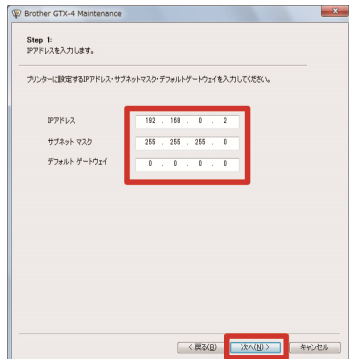 Brother GTX-4 Maintenance
Step 1:
IPアドレスを入力します。
プリンターに設定するIPアドレス・サブネットマスク・デフォルトゲートウェイを入力してください。
IPアドレス 192 . 168 . 0 . 2
サブネット マスク 255 . 255 . 255 . 0
デフォルト ゲートウェイ 0 . 0 . 0 . 0
< 戻る(B) 次へ(N) > キャンセル